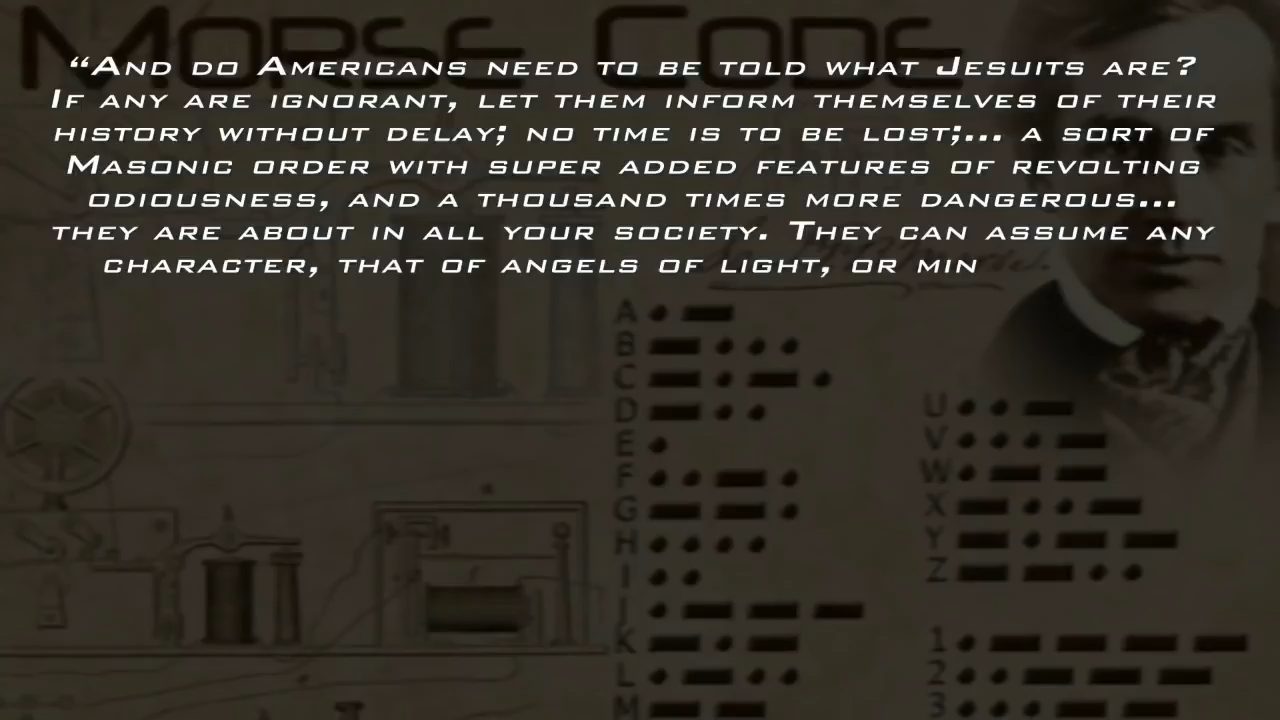 MORSE CODE
“AND DO AMERICANS NEED TO BE TOLD WHAT JESUITS ARE?
IF ANY ARE IGNORANT, LET THEM INFORM THEMSELVES OF THEIR
HISTORY WITHOUT DELAY; NO TIME IS TO BE LOST;... A SORT OF
MASONIC ORDER WITH SUPER ADDED FEATURES OF REVOLTING
ODIOUSNESS, AND A THOUSAND TIMES MORE DANGEROUS...
THEY ARE ABOUT IN ALL YOUR SOCIETY. THEY CAN ASSUME ANY
CHARACTER, THAT OF ANGELS OF LIGHT, OR MIN
A
B
C
D
E
F
G
H
I
J
K
L
M
U
V
W
X
Y
Z
1
2
3